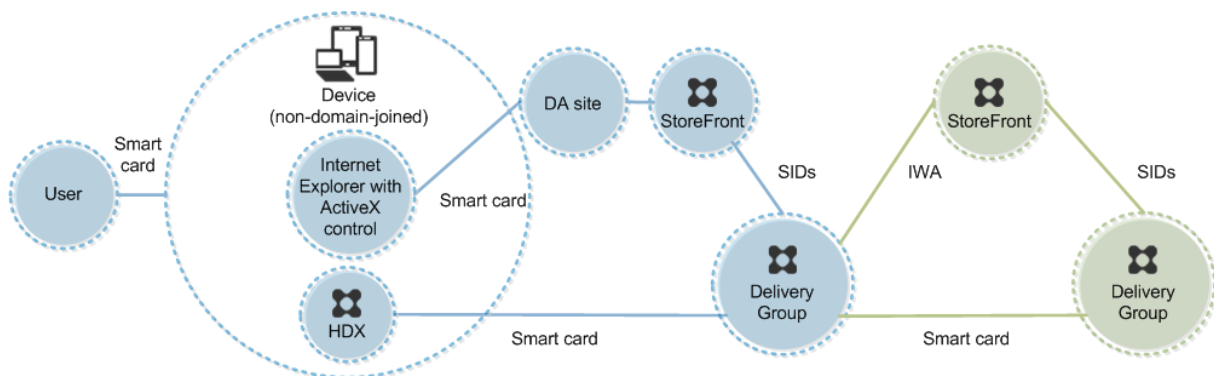 User
Smart
card
Device
(non-domain-joined)
Internet
Explorer with
ActiveX
control
HDX
Smart card
DA site
StoreFront
SIDs
Delivery
Group
Smart card
IWA
StoreFront
SIDs
Delivery
Group
Smart card